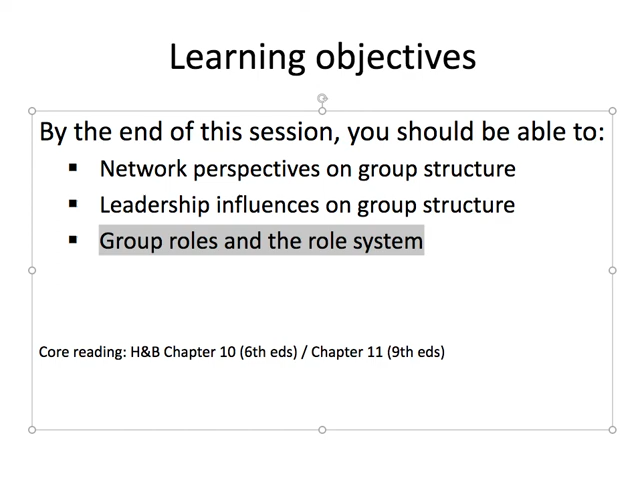 Learning objectives
By the end of this session, you should be able to:
▪ Network perspectives on group structure
▪ Leadership influences on group structure
▪ Group roles and the role system
Core reading: H&B Chapter 10 (6th eds) / Chapter 11 (9th eds)